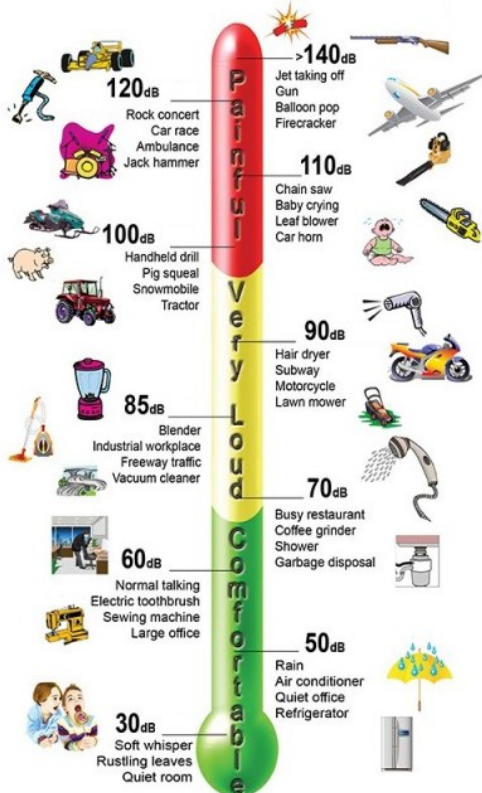 >140dB
Jet taking off
Gun
Balloon pop
Firecracker
120dB
Rock concert
Car race
Ambulance
Jack hammer
110dB
Chain saw
Baby crying
Leaf blower
Car horn
100dB
Handheld drill
Pig squeal
Snowmobile
Tractor
90dB
Hair dryer
Subway
Motorcycle
Lawn mower
85dB
Blender
Industrial workplace
Freeway traffic
Vacuum cleaner
70dB
Busy restaurant
Coffee grinder
Shower
Garbage disposal
60dB
Normal talking
Electric toothbrush
Sewing machine
Large office
50dB
Rain
Air conditioner
Quiet office
Refrigerator
30dB
Soft whisper
Rustling leaves
Quiet room
Painful
Very Loud
Comfortable